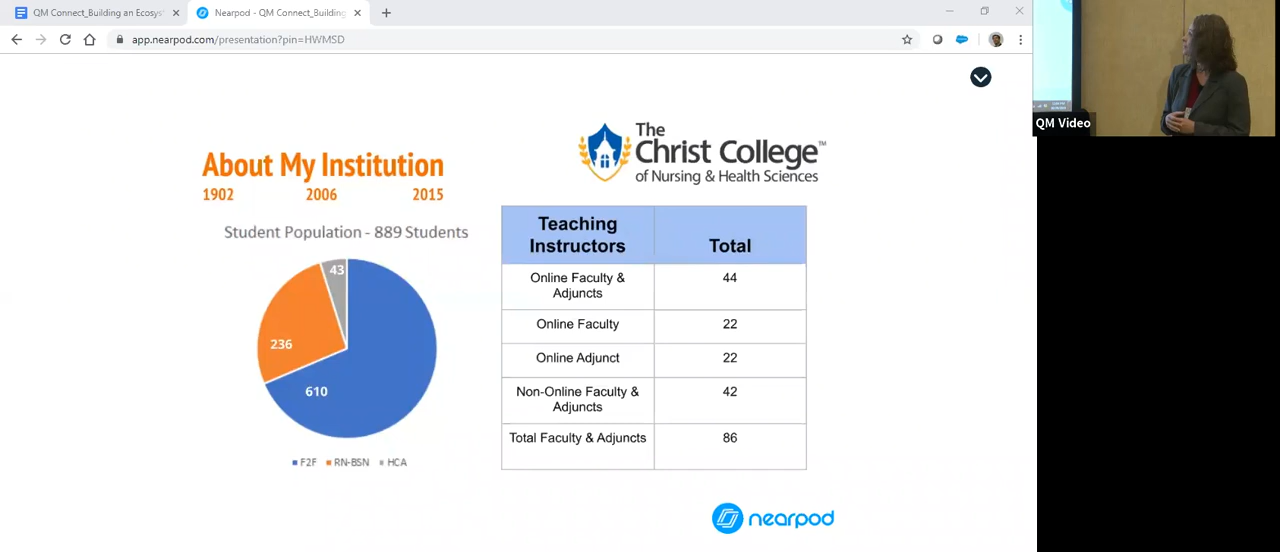 QM Connect_Building an Ecosys
Nearpod - QM Connect_Building
app.nearpod.com/presentation?pin=HWMSD
QM Video
About My Institution
1902 2006 2015
Student Population - 889 Students
43
236
610
F2F RN-BSN HCA
The
Christ College™
of Nursing & Health Sciences
Teaching
Instructors
Total
Online Faculty &
Adjuncts
44
Online Faculty
22
Online Adjunct
22
Non-Online Faculty &
Adjuncts
42
Total Faculty & Adjuncts
86
nearpod